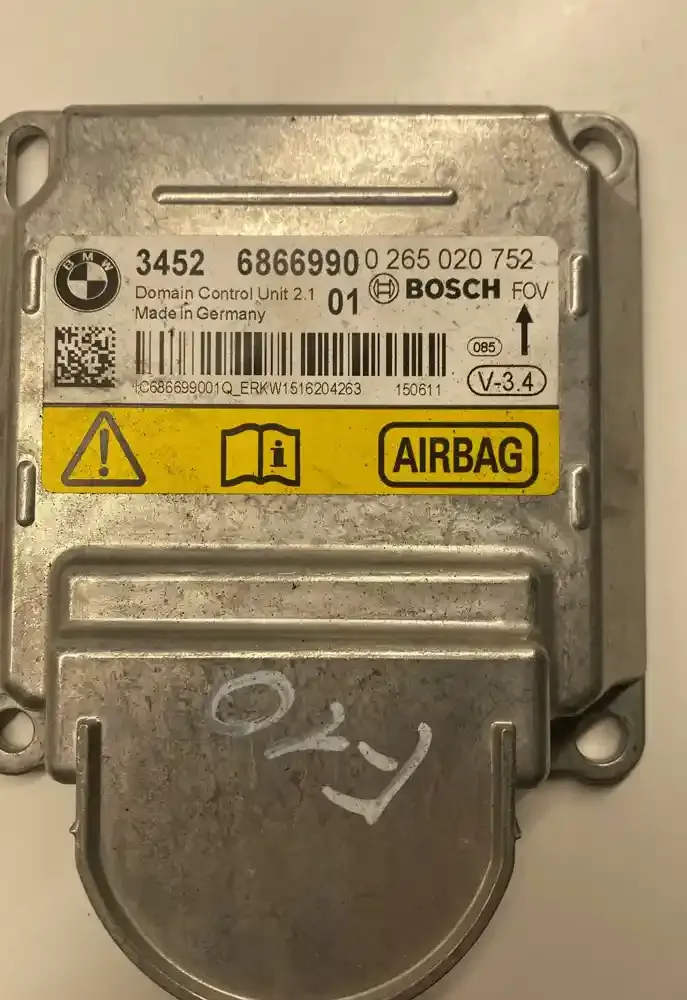 BMW
3452 6866990 0 265 020 752
Domain Control Unit 2.1 01 BOSCH FOV
Made in Germany
085
C686699001Q_ERKW1516204263 150611 V-3.4
i AIRBAG